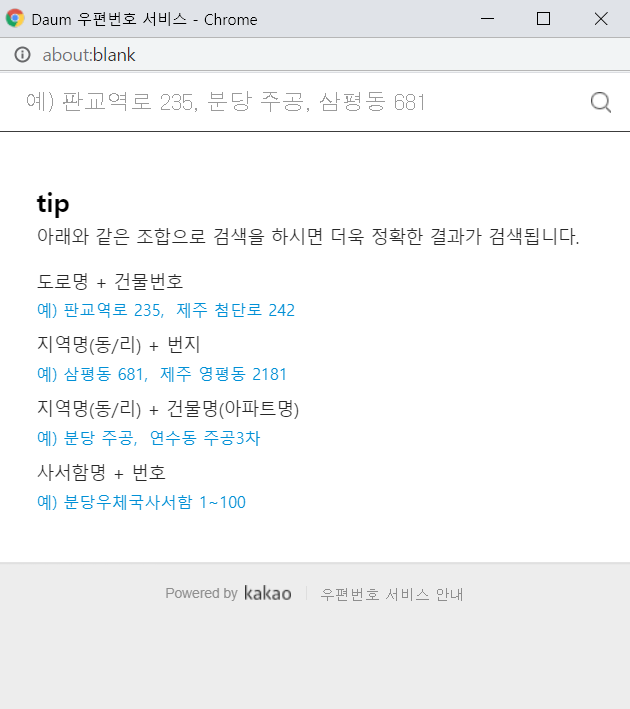 Daum 우편번호 서비스 - Chrome
about:blank
예) 판교역로 235, 분당 주공, 삼평동 681
tip
아래와 같은 조합으로 검색을 하시면 더욱 정확한 결과가 검색됩니다.
도로명 + 건물번호
예) 판교역로 235, 제주 첨단로 242
지역명(동/리) + 번지
예) 삼평동 681, 제주 영평동 2181
지역명(동/리) + 건물명(아파트명)
예) 분당 주공, 연수동 주공3차
사서함명 + 번호
예) 분당우체국사서함 1~100
Powered by kakao 우편번호 서비스 안내